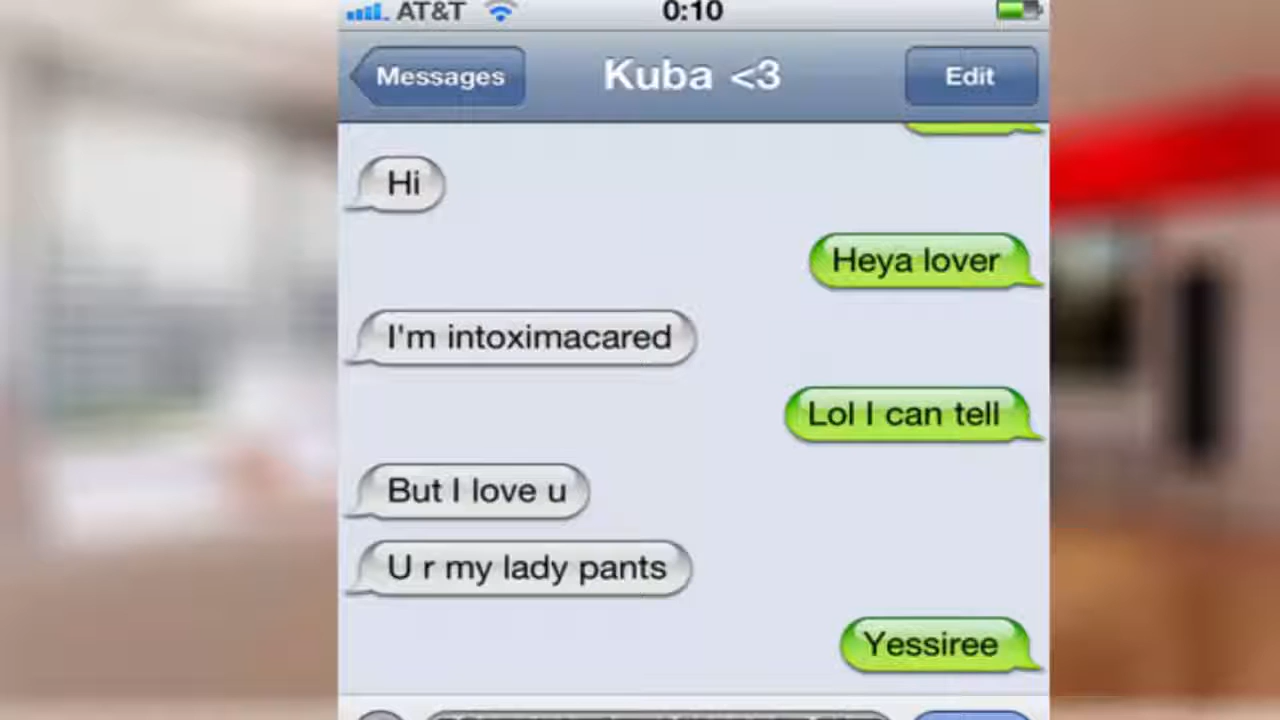 AT&T 0:10
Messages Kuba <3 Edit
Hi
Heya lover
I'm intoximacared
Lol I can tell
But I love u
U r my lady pants
Yessiree